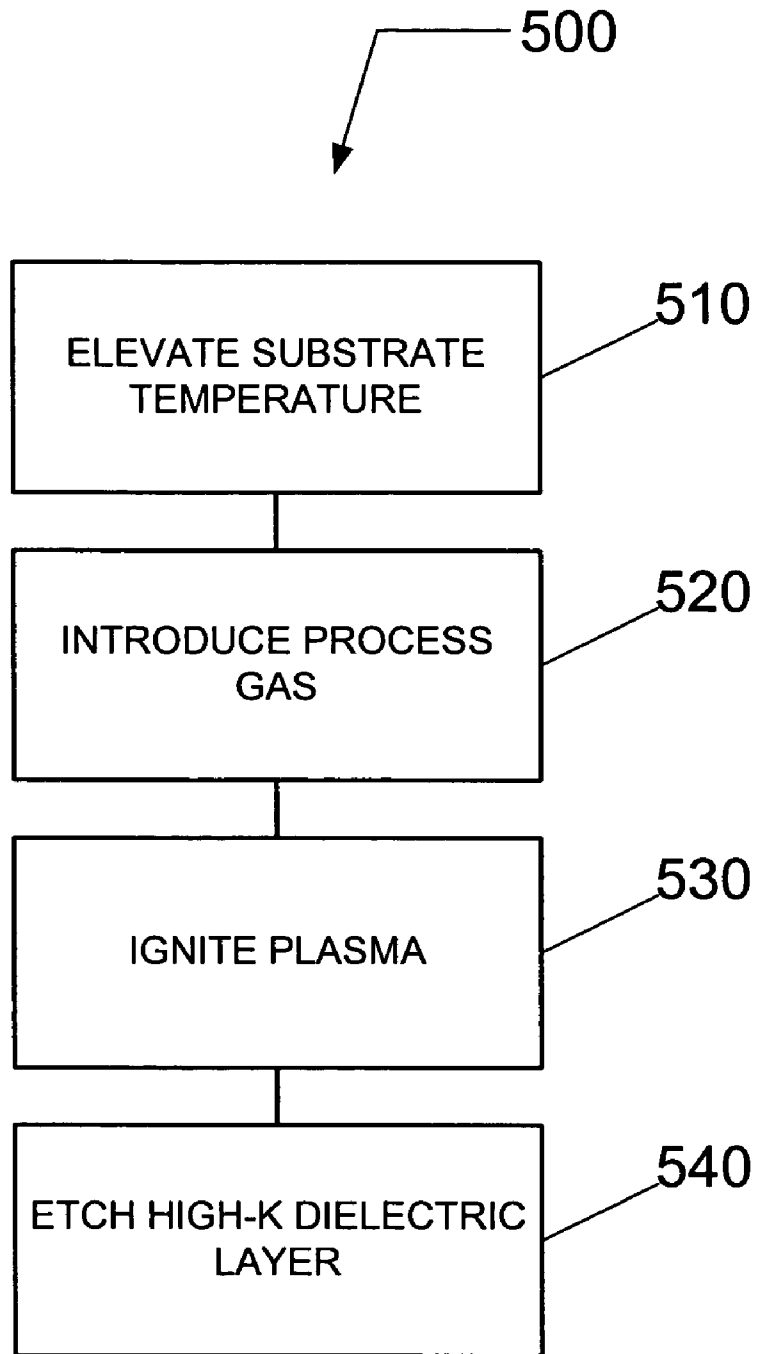 500
510
ELEVATE SUBSTRATE
TEMPERATURE
520
INTRODUCE PROCESS
GAS
530
IGNITE PLASMA
540
ETCH HIGH-K DIELECTRIC
LAYER